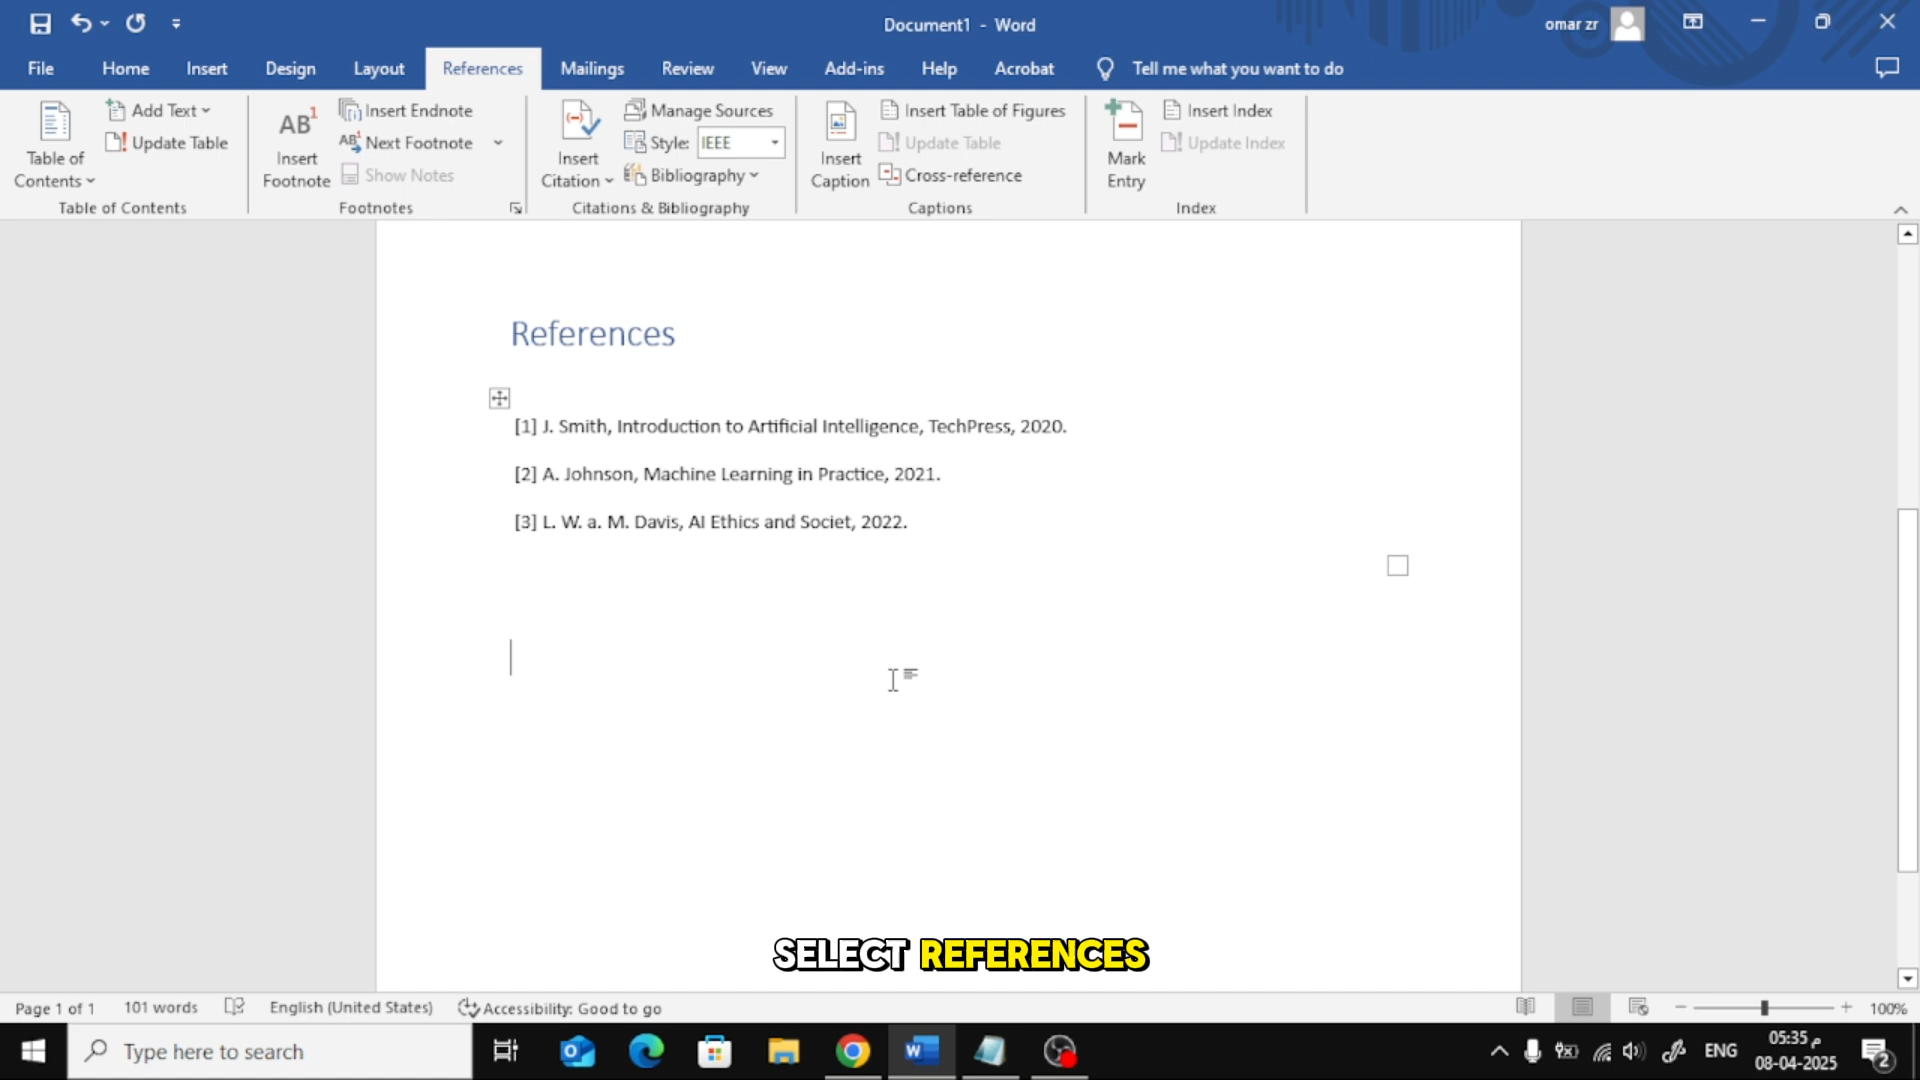 Document1 - Word
omar zr
File Home Insert Design Layout References Mailings Review View Add-ins Help Acrobat Tell me what you want to do
Table of Contents
Add Text
Update Table
Table of Contents
AB1
Insert Footnote
Insert Endnote
AB1 Next Footnote
Show Notes
Footnotes
Insert Citation
Manage Sources
Style: IEEE
Bibliography
Citations & Bibliography
Insert Caption
Insert Table of Figures
Update Table
Cross-reference
Captions
Mark Entry
Insert Index
Update Index
Index
References
[1] J. Smith, Introduction to Artificial Intelligence, TechPress, 2020.
[2] A. Johnson, Machine Learning in Practice, 2021.
[3] L. W. a. M. Davis, AI Ethics and Societ, 2022.
SELECT REFERENCES
Page 1 of 1 101 words English (United States) Accessibility: Good to go 100%
Type here to search
ENG
05:35 م
08-04-2025
2